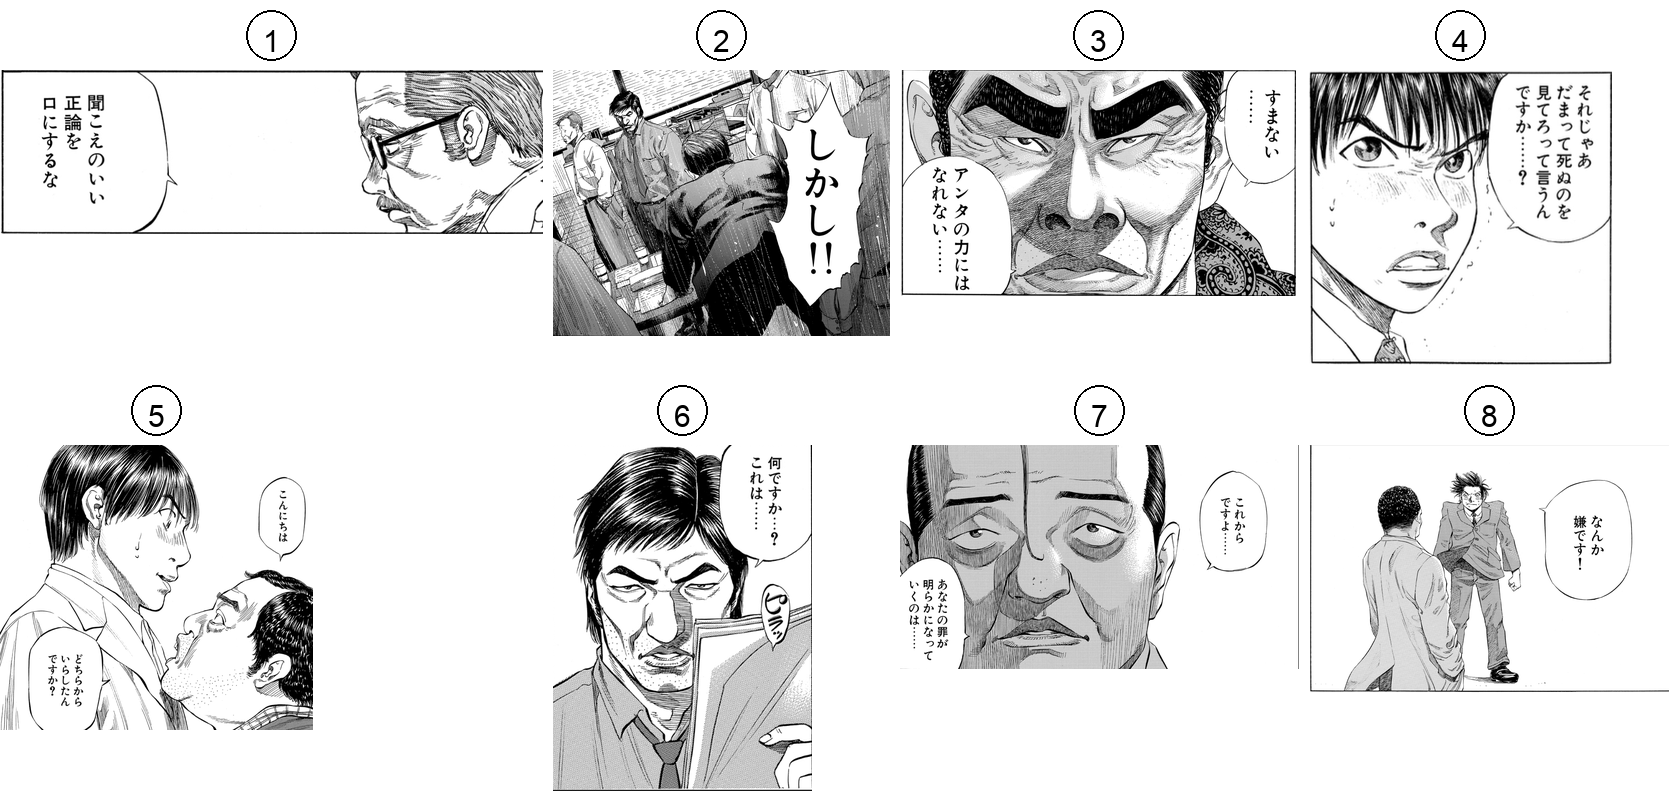 1
聞こえのいい
正論を
口にするな
2
しかし!!
3
すまない
……
アンタの力には
なれない……
4
それじゃあ
だまって死ぬのを
見てろって言うん
ですか……?
5
こんにちは
どちらから
いらしたん
ですか?
6
何ですか…?
これは……
ピラッ
7
これから
ですよ……
あなたの罪が
明らかになって
いくのは……
8
なんか
嫌です!